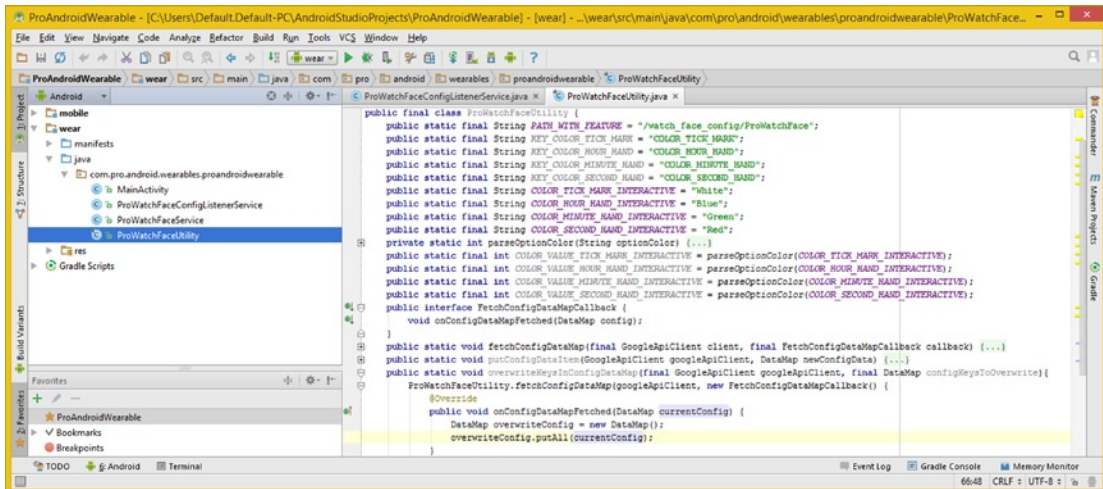 ProAndroidWearable - [C:\Users\Default.Default-PC\AndroidStudioProjects\ProAndroidWearable] - [wear] - ...\wear\src\main\java\com\pro\android\wearables\proandroidwearable\ProWatchFace...
File Edit View Navigate Code Analyze Refactor Build Run Tools VCS Window Help
wear
ProAndroidWearable wear src main java com pro android wearables proandroidwearable ProWatchFaceUtility
1: Project
2: Structure
Build Variants
2: Favorites
Android
mobile
wear
manifests
java
com.pro.android.wearables.proandroidwearable
MainActivity
ProWatchFaceConfigListenerService
ProWatchFaceService
ProWatchFaceUtility
res
Gradle Scripts
Favorites
ProAndroidWearable
Bookmarks
Breakpoints
ProWatchFaceConfigListenerService.java ProWatchFaceUtility.java
public final class ProWatchFaceUtility {
public static final String PATH_WITH_FEATURE = "/watch_face_config/ProWatchFace";
public static final String KEY_COLOR_TICK_MARK = "COLOR_TICK_MARK";
public static final String KEY_COLOR_HOUR_HAND = "COLOR_HOUR_HAND";
public static final String KEY_COLOR_MINUTE_HAND = "COLOR_MINUTE_HAND";
public static final String KEY_COLOR_SECOND_HAND = "COLOR_SECOND_HAND";
public static final String COLOR_TICK_MARK_INTERACTIVE = "White";
public static final String COLOR_HOUR_HAND_INTERACTIVE = "Blue";
public static final String COLOR_MINUTE_HAND_INTERACTIVE = "Green";
public static final String COLOR_SECOND_HAND_INTERACTIVE = "Red";
private static int parseOptionColor(String optionColor) {...}
public static final int COLOR_VALUE_TICK_MARK_INTERACTIVE = parseOptionColor(COLOR_TICK_MARK_INTERACTIVE);
public static final int COLOR_VALUE_HOUR_HAND_INTERACTIVE = parseOptionColor(COLOR_HOUR_HAND_INTERACTIVE);
public static final int COLOR_VALUE_MINUTE_HAND_INTERACTIVE = parseOptionColor(COLOR_MINUTE_HAND_INTERACTIVE);
public static final int COLOR_VALUE_SECOND_HAND_INTERACTIVE = parseOptionColor(COLOR_SECOND_HAND_INTERACTIVE);
public interface FetchConfigDataMapCallback {
void onConfigDataMapFetched(DataMap config);
}
public static void fetchConfigDataMap(final GoogleApiClient client, final FetchConfigDataMapCallback callback) {...}
public static void putConfigDataItem(GoogleApiClient googleApiClient, DataMap newConfigData) {...}
public static void overwriteKeysInConfigDataMap(final GoogleApiClient googleApiClient, final DataMap configKeysToOverwrite){
ProWatchFaceUtility.fetchConfigDataMap(googleApiClient, new FetchConfigDataMapCallback() {
@Override
public void onConfigDataMapFetched(DataMap currentConfig) {
DataMap overwriteConfig = new DataMap();
overwriteConfig.putAll(currentConfig);
}
Commander
Maven Projects
Gradle
TODO 6: Android Terminal Event Log Gradle Console Memory Monitor
66:48 CRLF UTF-8